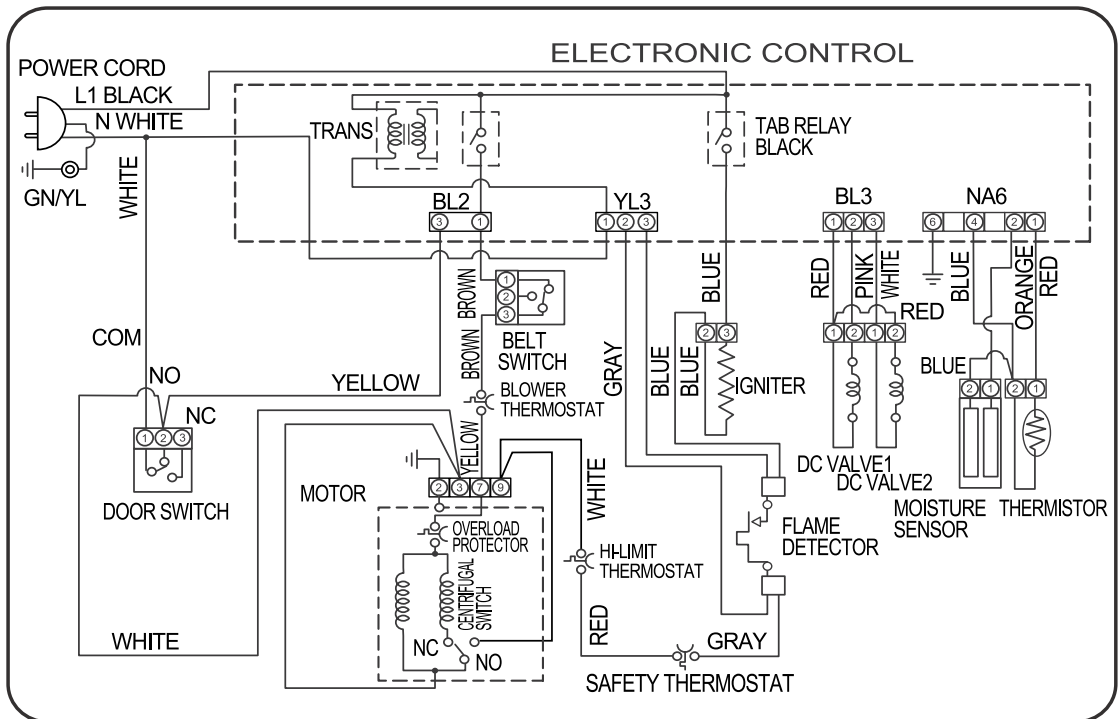 ELECTRONIC CONTROL
POWER CORD
L1 BLACK
N WHITE
GN/YL
WHITE
TRANS
TAB RELAY
BLACK
BL2
3 1
YL3
1 2 3
BL3
1 2 3
NA6
6 4 2 1
BROWN
1
2
3
BELT
SWITCH
BROWN
BLUE
RED
PINK
WHITE
BLUE
ORANGE
RED
COM
NO
NC
1 2 3
DOOR SWITCH
YELLOW
BLOWER
THERMOSTAT
YELLOW
GRAY
BLUE
BLUE
2 3
IGNITER
RED
1 2 1 2
DC VALVE1
DC VALVE2
BLUE
2 1
2 1
MOISTURE
SENSOR
THERMISTOR
MOTOR
2 3 7 9
OVERLOAD
PROTECTOR
CENTRIFUGAL
SWITCH
NC
NO
WHITE
HI-LIMIT
THERMOSTAT
FLAME
DETECTOR
WHITE
RED
GRAY
SAFETY THERMOSTAT